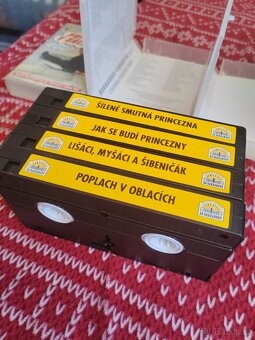 ŠÍLENĚ SMUTNÁ PRINCEZNA
JAK SE BUDÍ PRINCEZNY
LIŠÁCI, MYŠÁCI A ŠIBENIČÁK
POPLACH V OBLACÍCH